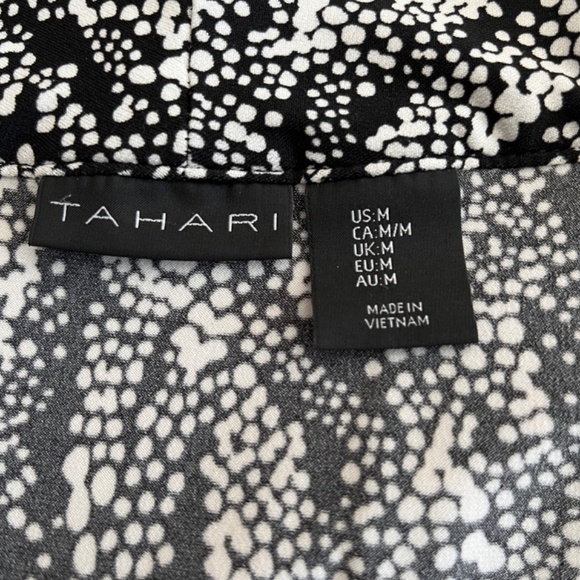 TAHARI
US:M
CA:M/M
UK:M
EU:M
AU:M
MADE IN
VIETNAM